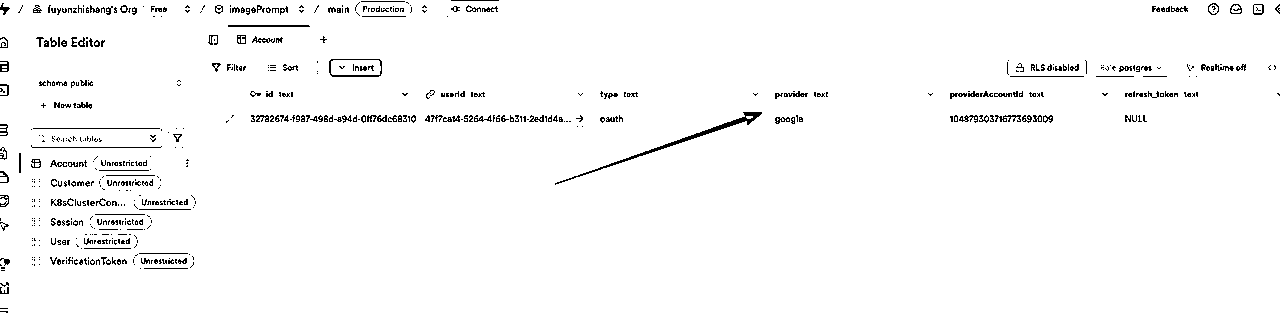 fuyunzhishang's Org Free / imagePrompt / main Production Connect Feedback
Table Editor
Account
Filter Sort Insert RLS disabled Role postgres Realtime off
schema public
New table
Search tables
Account Unrestricted
Customer Unrestricted
K8sClusterCon... Unrestricted
Session Unrestricted
User Unrestricted
VerificationToken Unrestricted
id text userId text type text provider text providerAccountId text refresh_token text
32782674-f987-498d-a94d-0ff76dc68310 47f7ca14-5264-4f66-b311-2ed1d4a... oauth google 104879303716773693009 NULL